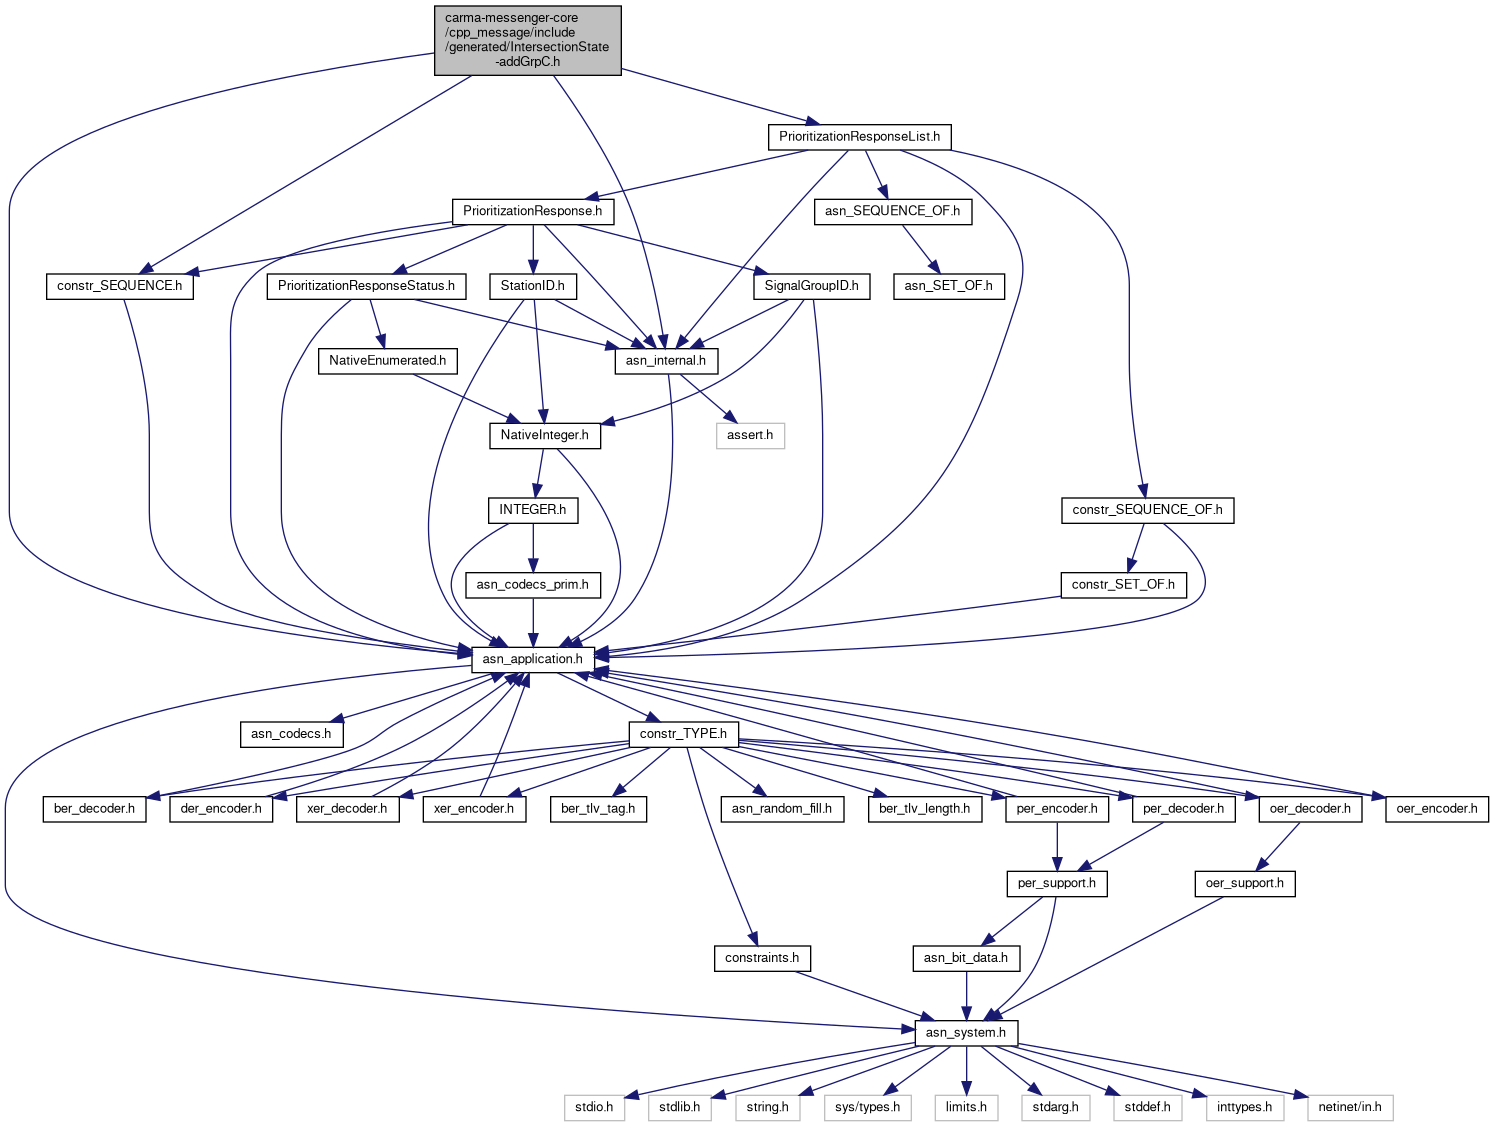 carma-messenger-core
/cpp_message/include
/generated/IntersectionState
-addGrpC.h
PrioritizationResponseList.h
PrioritizationResponse.h
asn_SEQUENCE_OF.h
constr_SEQUENCE.h
PrioritizationResponseStatus.h
StationID.h
SignalGroupID.h
asn_SET_OF.h
NativeEnumerated.h
asn_internal.h
NativeInteger.h
assert.h
INTEGER.h
constr_SEQUENCE_OF.h
asn_codecs_prim.h
constr_SET_OF.h
asn_application.h
asn_codecs.h
constr_TYPE.h
ber_decoder.h
der_encoder.h
xer_decoder.h
xer_encoder.h
ber_tlv_tag.h
asn_random_fill.h
ber_tlv_length.h
per_encoder.h
per_decoder.h
oer_decoder.h
oer_encoder.h
per_support.h
oer_support.h
constraints.h
asn_bit_data.h
asn_system.h
stdio.h
stdlib.h
string.h
sys/types.h
limits.h
stdarg.h
stddef.h
inttypes.h
netinet/in.h